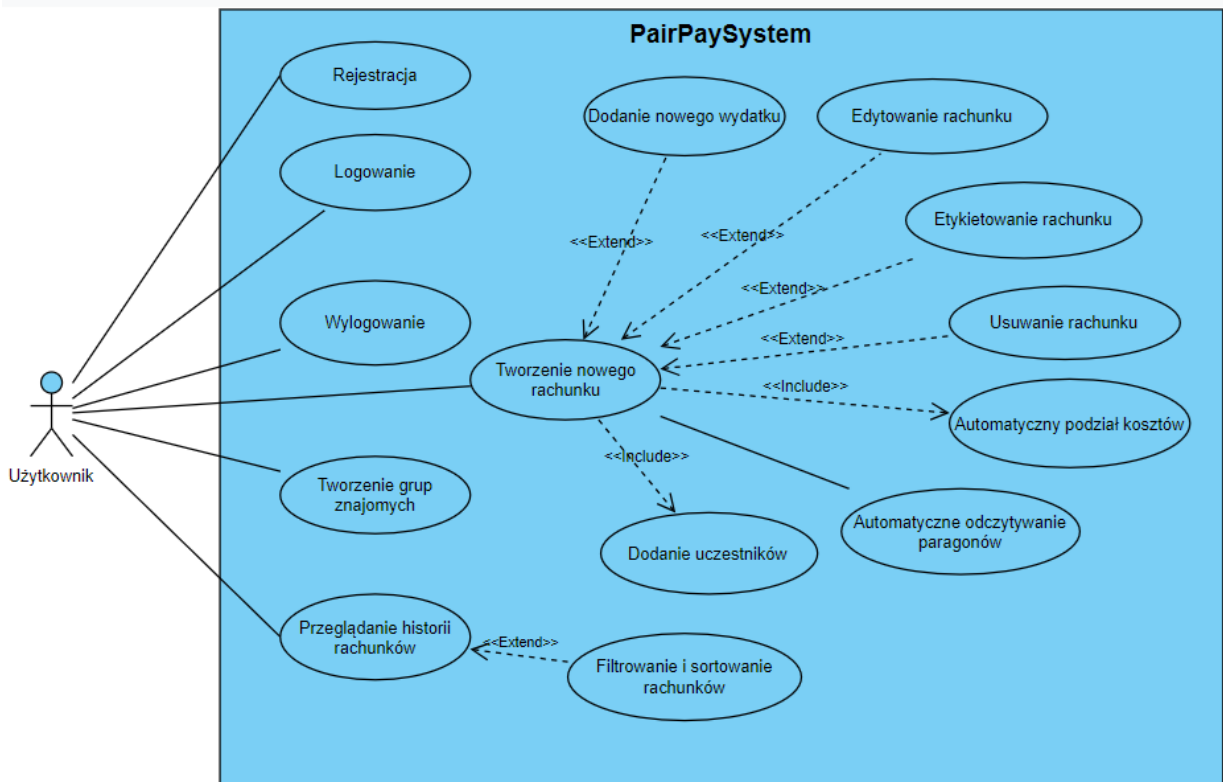 PairPaySystem
Rejestracja
Dodanie nowego wydatku
Edytowanie rachunku
Logowanie
Etykietowanie rachunku
<<Extend>>
<<Extend>>
<<Extend>>
Wylogowanie
Usuwanie rachunku
<<Extend>>
Tworzenie nowego
rachunku
<<Include>>
Automatyczny podział kosztów
Użytkownik
<<Include>>
Tworzenie grup
znajomych
Automatyczne odczytywanie
paragonów
Dodanie uczestników
Przeglądanie historii
rachunków
<<Extend>>
Filtrowanie i sortowanie
rachunków